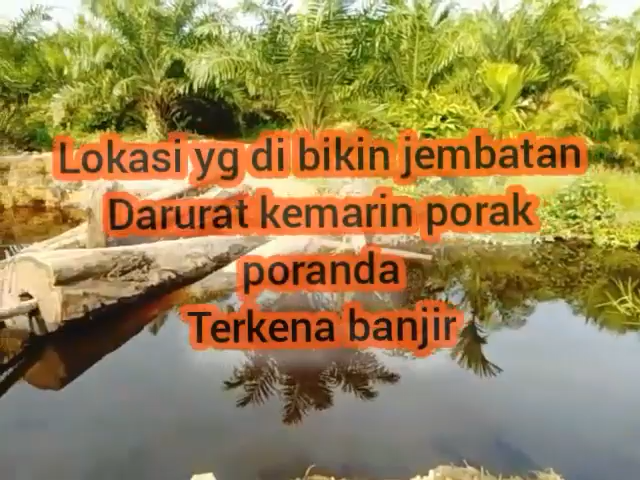 Lokasi yg di bikin jembatan
Darurat kemarin porak
poranda
Terkena banjir